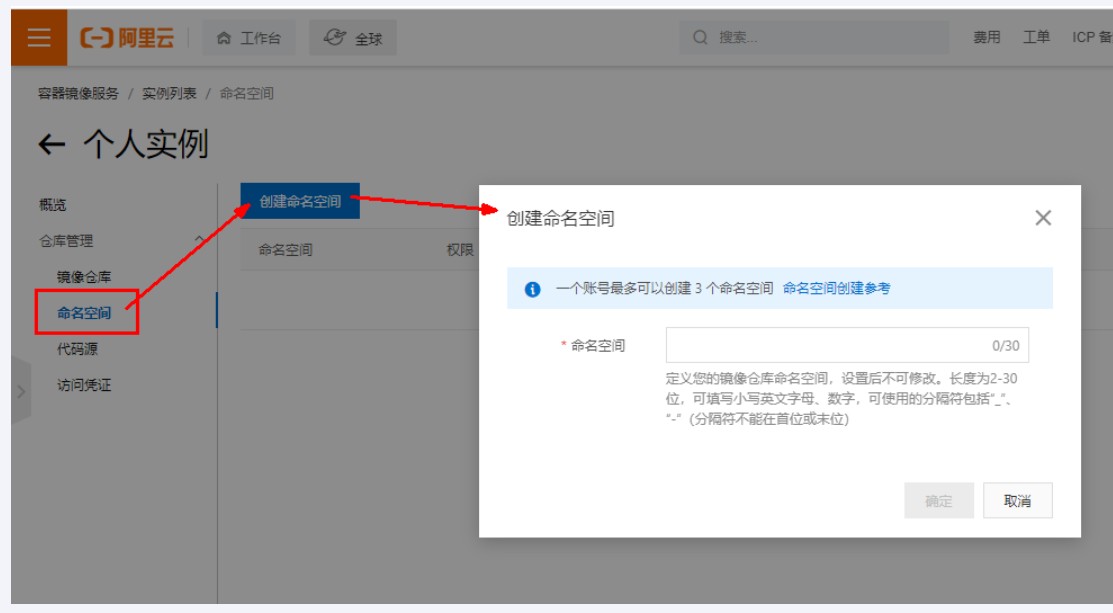 阿里云 工作台 全球 搜索... 费用 工单 ICP 备
容器镜像服务 / 实例列表 / 命名空间
← 个人实例
概览
仓库管理
镜像仓库
命名空间
代码源
访问凭证
创建命名空间
命名空间 权限
创建命名空间
一个账号最多可以创建 3 个命名空间 命名空间创建参考
* 命名空间
0/30
定义您的镜像仓库命名空间，设置后不可修改。长度为2-30
位，可填写小写英文字母、数字，可使用的分隔符包括“_”、
“-”（分隔符不能在首位或末位）
确定 取消